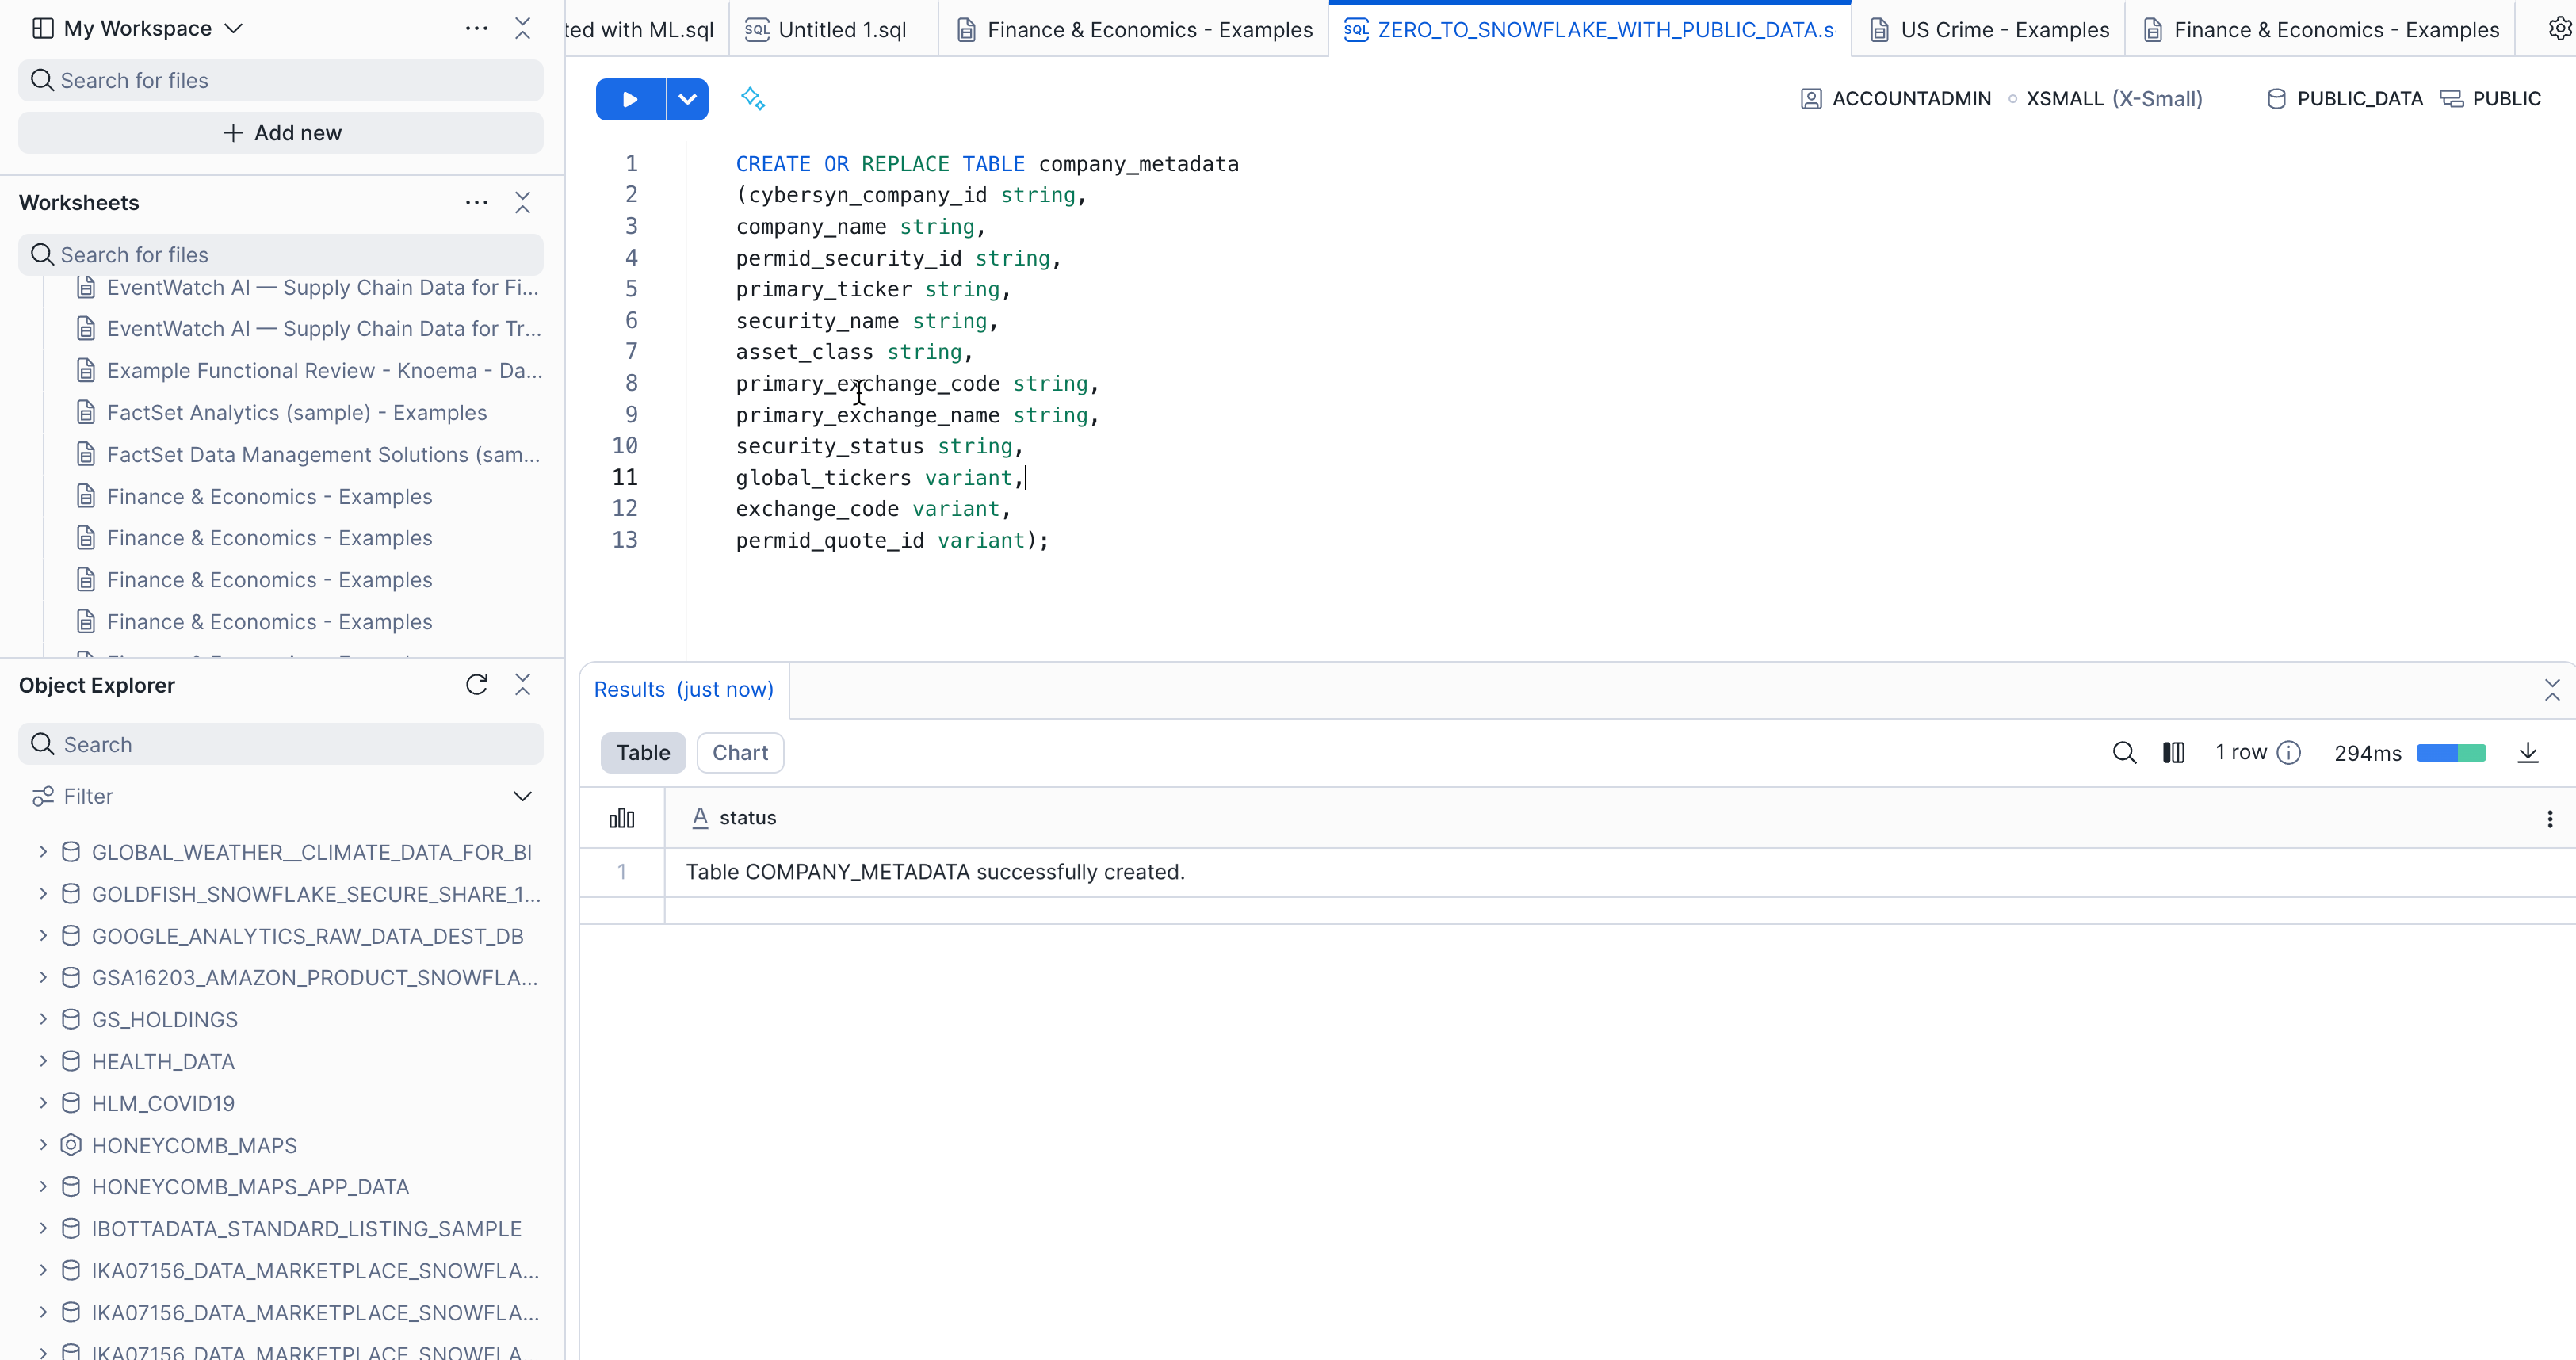 My Workspace
Search for files
Add new
Worksheets
Search for files
EventWatch AI — Supply Chain Data for Fi...
EventWatch AI — Supply Chain Data for Tr...
Example Functional Review - Knoema - Da...
FactSet Analytics (sample) - Examples
FactSet Data Management Solutions (sam...
Finance & Economics - Examples
Finance & Economics - Examples
Finance & Economics - Examples
Finance & Economics - Examples
Object Explorer
Search
Filter
GLOBAL_WEATHER__CLIMATE_DATA_FOR_BI
GOLDFISH_SNOWFLAKE_SECURE_SHARE_1...
GOOGLE_ANALYTICS_RAW_DATA_DEST_DB
GSA16203_AMAZON_PRODUCT_SNOWFLA...
GS_HOLDINGS
HEALTH_DATA
HLM_COVID19
HONEYCOMB_MAPS
HONEYCOMB_MAPS_APP_DATA
IBOTTADATA_STANDARD_LISTING_SAMPLE
IKA07156_DATA_MARKETPLACE_SNOWFLA...
IKA07156_DATA_MARKETPLACE_SNOWFLA...
IKA07156_DATA_MARKETPLACE_SNOWFLA
ted with ML.sql
SQL Untitled 1.sql
Finance & Economics - Examples
SQL ZERO_TO_SNOWFLAKE_WITH_PUBLIC_DATA.s
US Crime - Examples
Finance & Economics - Examples
ACCOUNTADMIN XSMALL (X-Small) PUBLIC_DATA PUBLIC
1 CREATE OR REPLACE TABLE company_metadata
2 (cybersyn_company_id string,
3 company_name string,
4 permid_security_id string,
5 primary_ticker string,
6 security_name string,
7 asset_class string,
8 primary_exchange_code string,
9 primary_exchange_name string,
10 security_status string,
11 global_tickers variant,
12 exchange_code variant,
13 permid_quote_id variant);
Results (just now)
Table Chart
1 row 294ms
A status
1 Table COMPANY_METADATA successfully created.